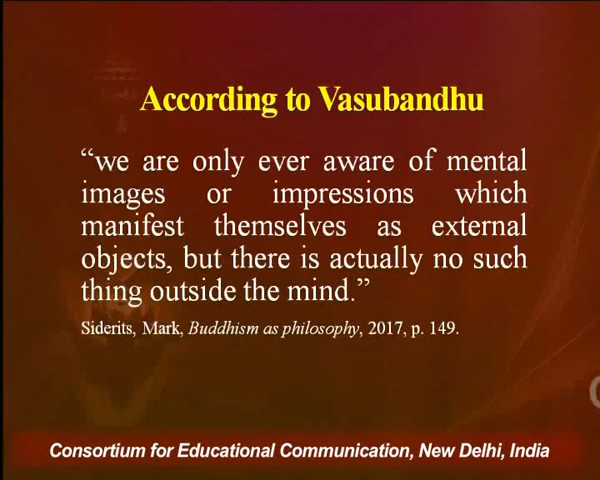 According to Vasubandhu
“we are only ever aware of mental
images or impressions which
manifest themselves as external
objects, but there is actually no such
thing outside the mind.”
Siderits, Mark, Buddhism as philosophy, 2017, p. 149.
Consortium for Educational Communication, New Delhi, India